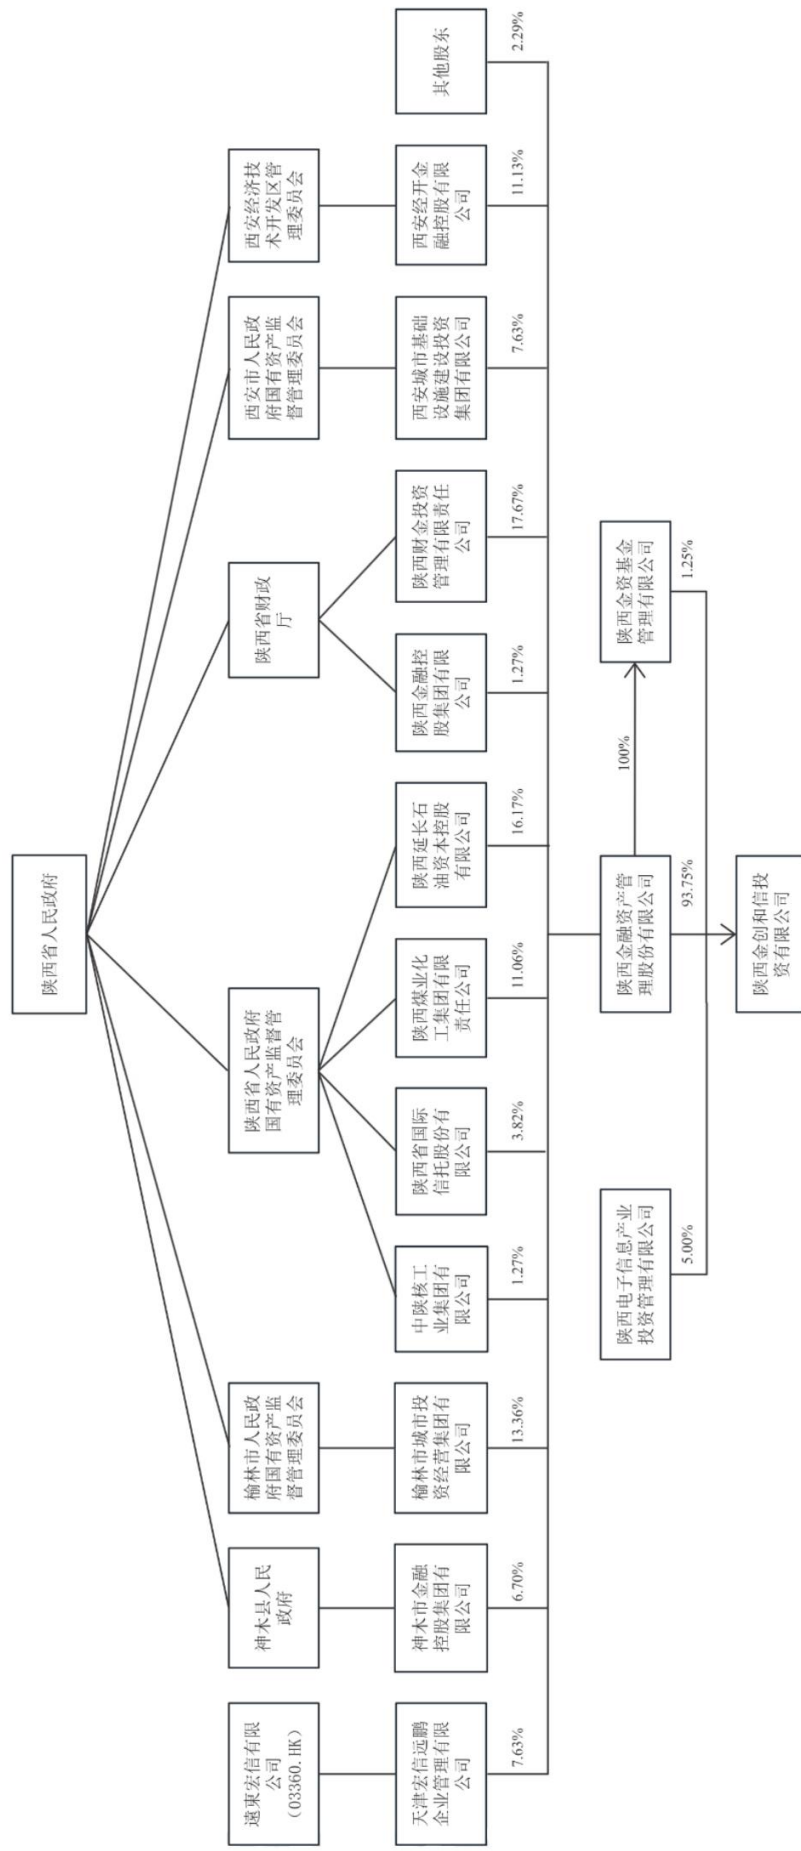 陕西省人民政府
遠東宏信有限
公司
(03360.HK)
神木县人民
政府
榆林市人民政
府国有资产监
督管理委员会
陕西省人民政府
国有资产监督管
理委员会
陕西省财政
厅
西安市人民政
府国有资产监
督管理委员会
西安经济技
术开发区管
理委员会
天津宏信远鹏
企业管理有限
公司
神木市金融
控股集团有
限公司
榆林市城市投
资经营集团有
限公司
中陕核工
业集团有
限公司
陕西省国际
信托股份有
限公司
陕西煤业化
工集团有限
责任公司
陕西延长石
油资本控股
有限公司
陕西金融控
股集团有限
公司
陕西财金投资
管理有限责任
公司
西安城市基础
设施建设投资
集团有限公司
西安经开金
融控股有限
公司
其他股东
7.63%
6.70%
13.36%
1.27%
3.82%
11.06%
16.17%
1.27%
17.67%
7.63%
11.13%
2.29%
陕西电子信息产业
投资管理有限公司
陕西金融资产管
理股份有限公司
100%
陕西金资基金
管理有限公司
5.00%
93.75%
1.25%
陕西金创和信投
资有限公司